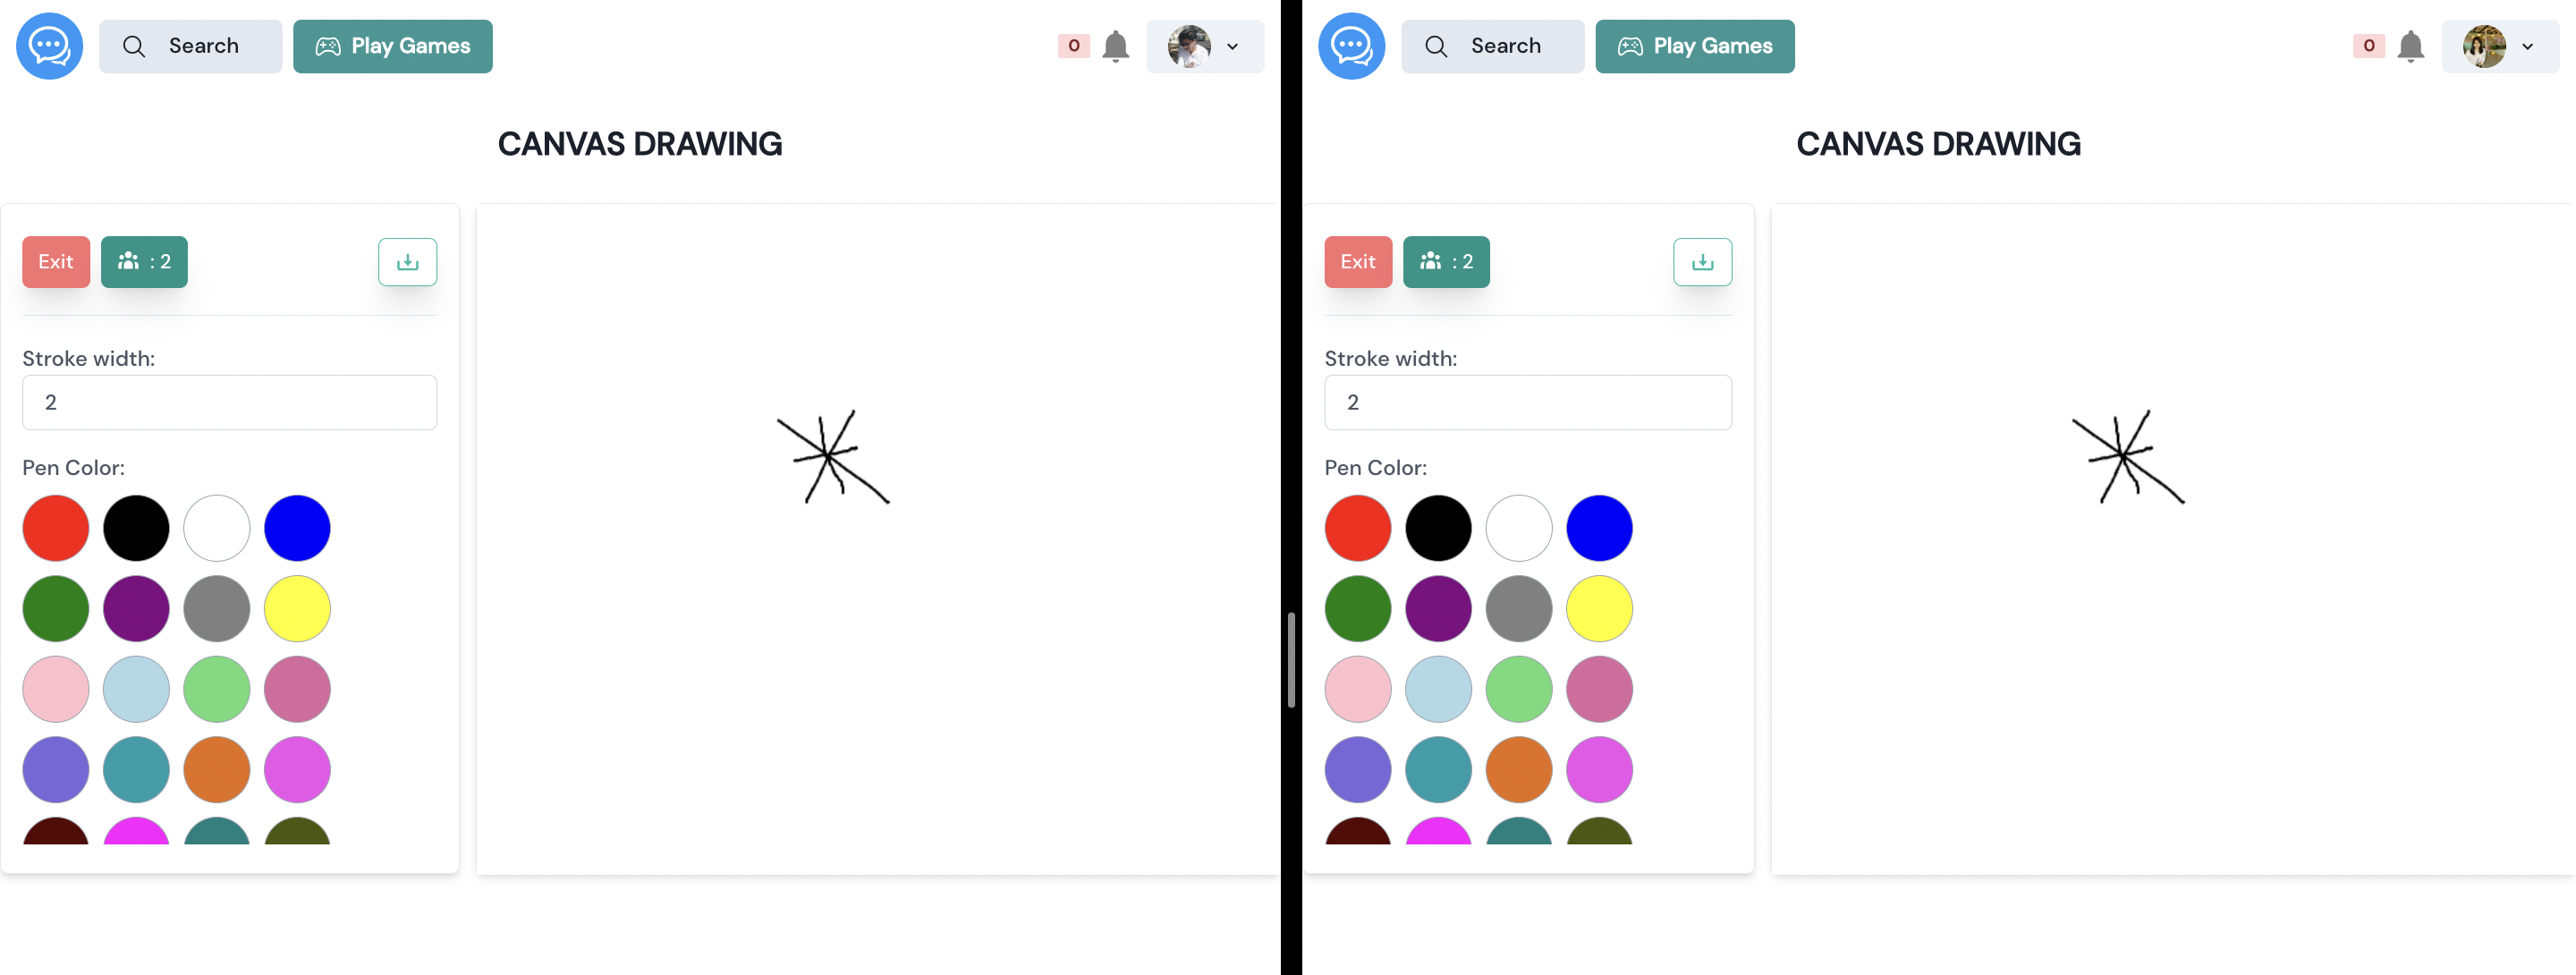 Search
Play Games
0
CANVAS DRAWING
Exit
: 2
Stroke width:
2
Pen Color:
Search
Play Games
0
CANVAS DRAWING
Exit
: 2
Stroke width:
2
Pen Color: